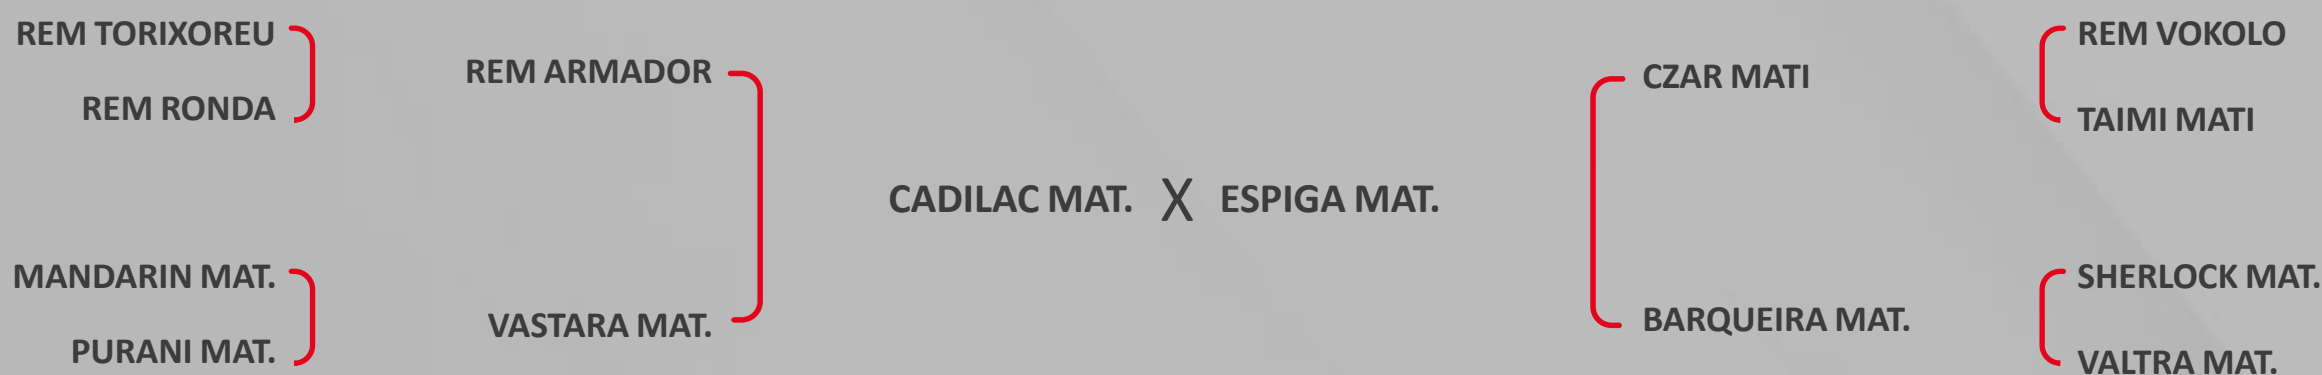 REM TORIXOREU
REM RONDA
REM ARMADOR
MANDARIN MAT.
PURANI MAT.
VASTARA MAT.
CADILAC MAT. X ESPIGA MAT.
CZAR MATI
BARQUEIRA MAT.
REM VOKOLO
TAIMI MATI
SHERLOCK MAT.
VALTRA MAT.